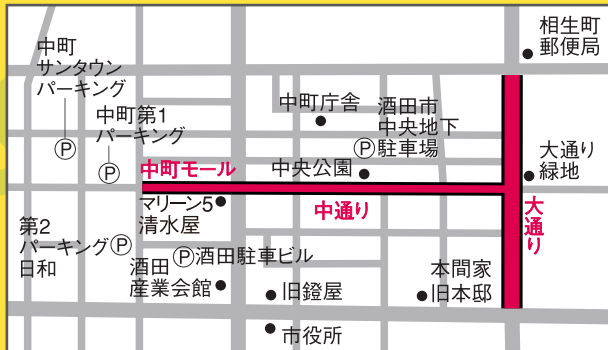 相生町
郵便局
中町
サンタウン
パーキング
Ⓟ
中町第1
パーキング
Ⓟ
中町庁舎
酒田市
中央地下
Ⓟ駐車場
中町モール
中央公園
大通り
緑地
マリーン5
清水屋
中通り
大通り
第2
パーキングⓅ
日和
Ⓟ酒田駐車ビル
酒田
産業会館
旧鐙屋
本間家
旧本邸
市役所